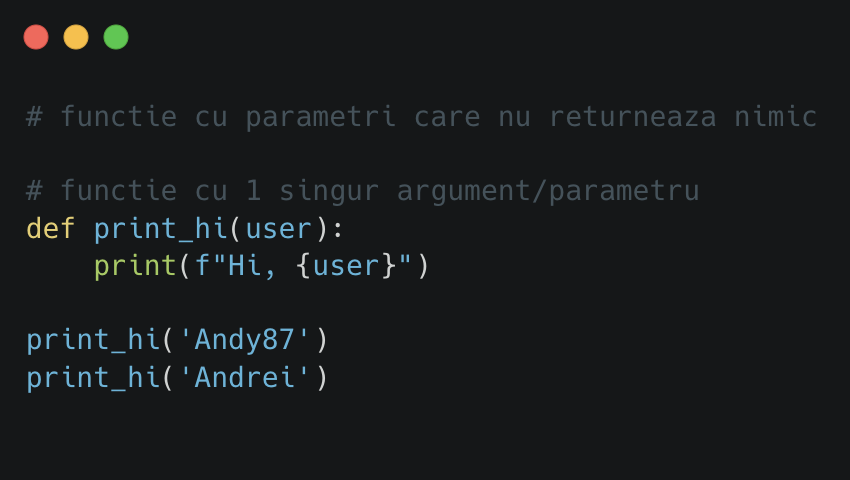 # functie cu parametri care nu returneaza nimic
# functie cu 1 singur argument/parametru
def print_hi(user):
    print(f"Hi, {user}")
print_hi('Andy87')
print_hi('Andrei')